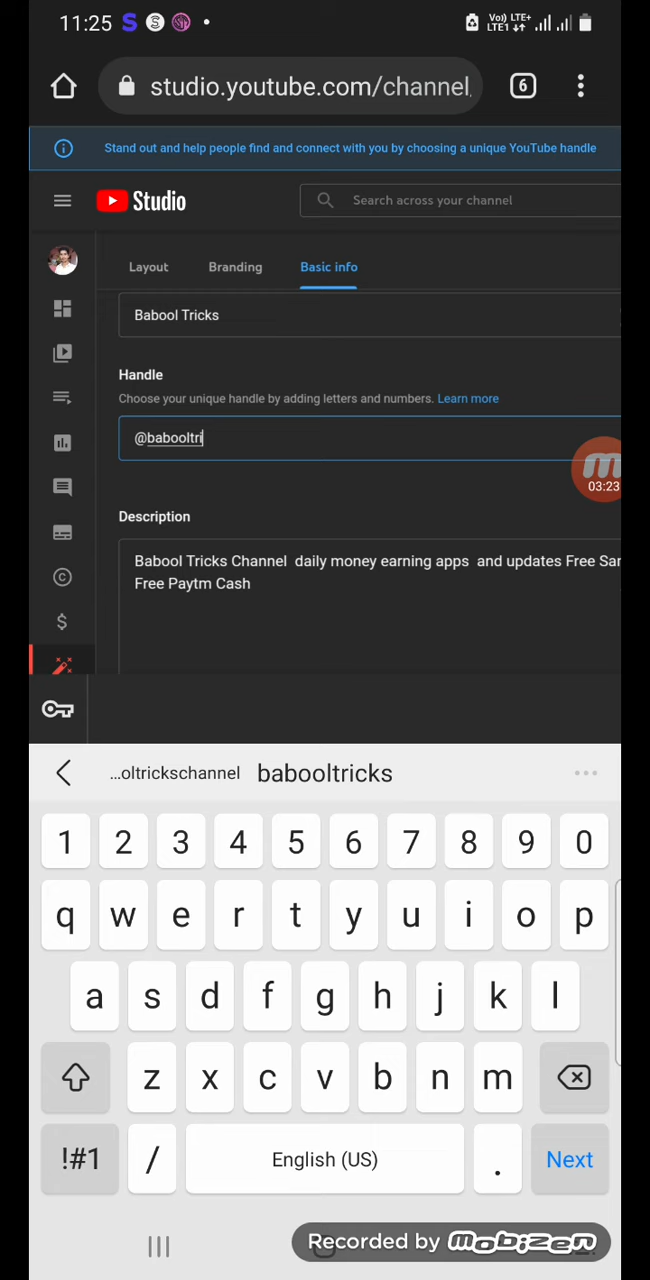 11:25 S S Vo) LTE+ LTE1
studio.youtube.com/channel 6
Stand out and help people find and connect with you by choosing a unique YouTube handle
Studio Search across your channel
Layout Branding Basic info
Babool Tricks
Handle
Choose your unique handle by adding letters and numbers. Learn more
@babooltri
03:23
Description
Babool Tricks Channel daily money earning apps and updates Free Sar
Free Paytm Cash
...oltrickschannel babooltricks ...
1 2 3 4 5 6 7 8 9 0
q w e r t y u i o p
a s d f g h j k l
z x c v b n m
!#1 / English (US) . Next
Recorded by mobizen